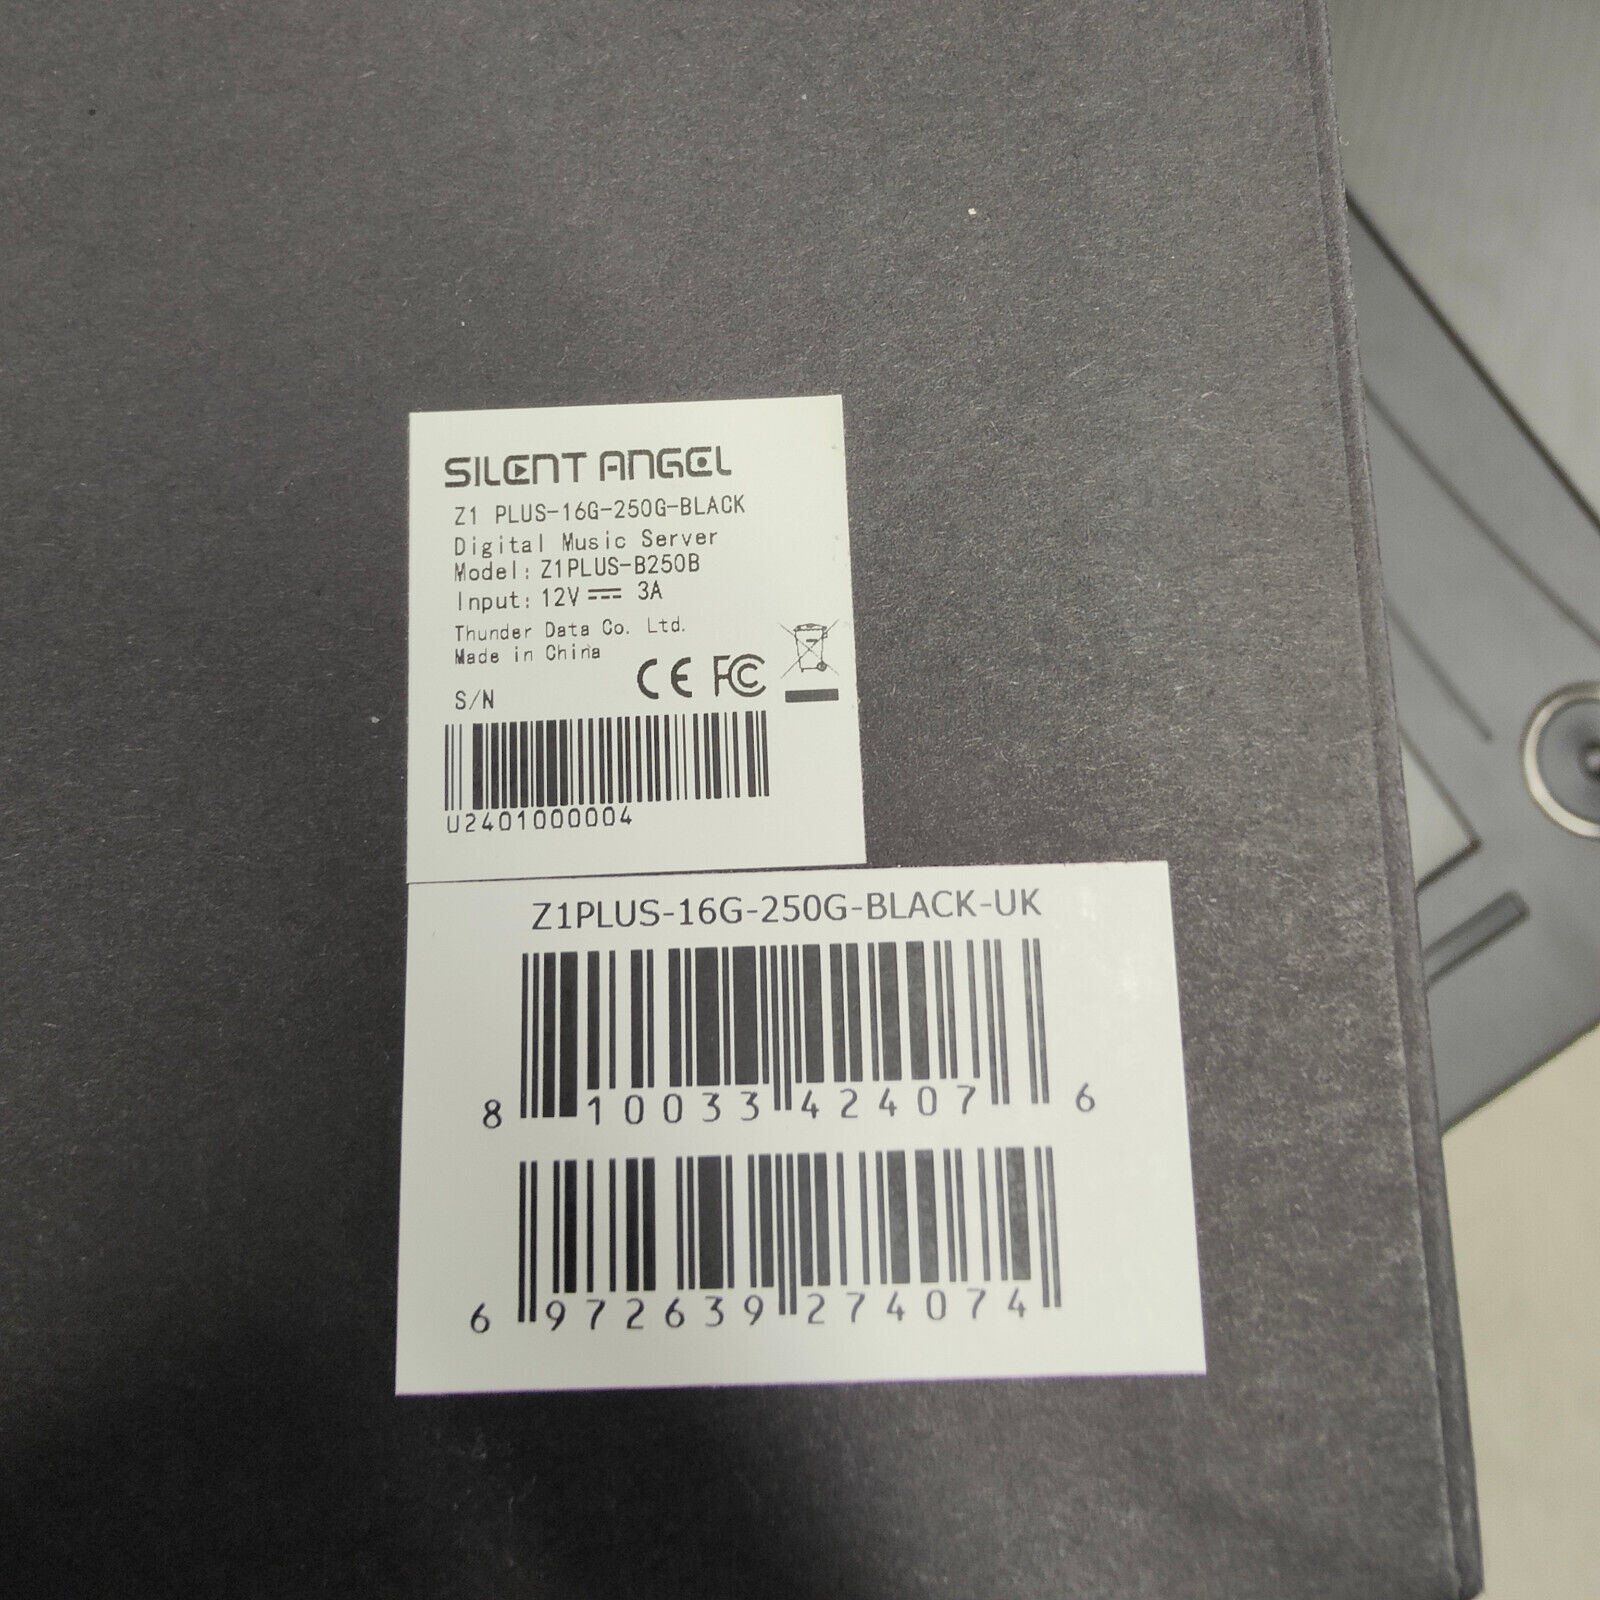 SILENT ANGEL
Z1 PLUS-16G-250G-BLACK
Digital Music Server
Model: Z1PLUS-B250B
Input: 12V ⎓ 3A
Thunder Data Co. Ltd.
Made in China
CE FC
S/N
U2401000004
Z1PLUS-16G-250G-BLACK-UK
8 10033 42407 6
6 972639 274074